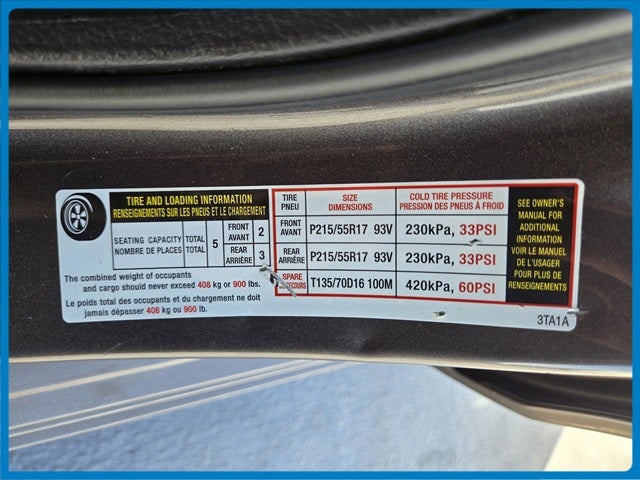 TIRE AND LOADING INFORMATION
RENSEIGNEMENTS SUR LES PNEUS ET LE CHARGEMENT
SEATING CAPACITY
NOMBRE DE PLACES
TOTAL
TOTAL
5
FRONT
AVANT
2
REAR
ARRIÈRE
3
The combined weight of occupants
and cargo should never exceed 408 kg or 900 lbs.
Le poids total des occupants et du chargement ne doit
jamais dépasser 408 kg ou 900 lb.
TIRE
PNEU
SIZE
DIMENSIONS
COLD TIRE PRESSURE
PRESSION DES PNEUS À FROID
FRONT
AVANT
P215/55R17 93V
230kPa, 33PSI
REAR
ARRIÈRE
P215/55R17 93V
230kPa, 33PSI
SPARE
T135/70D16 100M
420kPa, 60PSI
SEE OWNER'S
MANUAL FOR
ADDITIONAL
INFORMATION
VOIR LE MANUEL
DE L'USAGER
POUR PLUS DE
RENSEIGNEMENTS
3TA1A